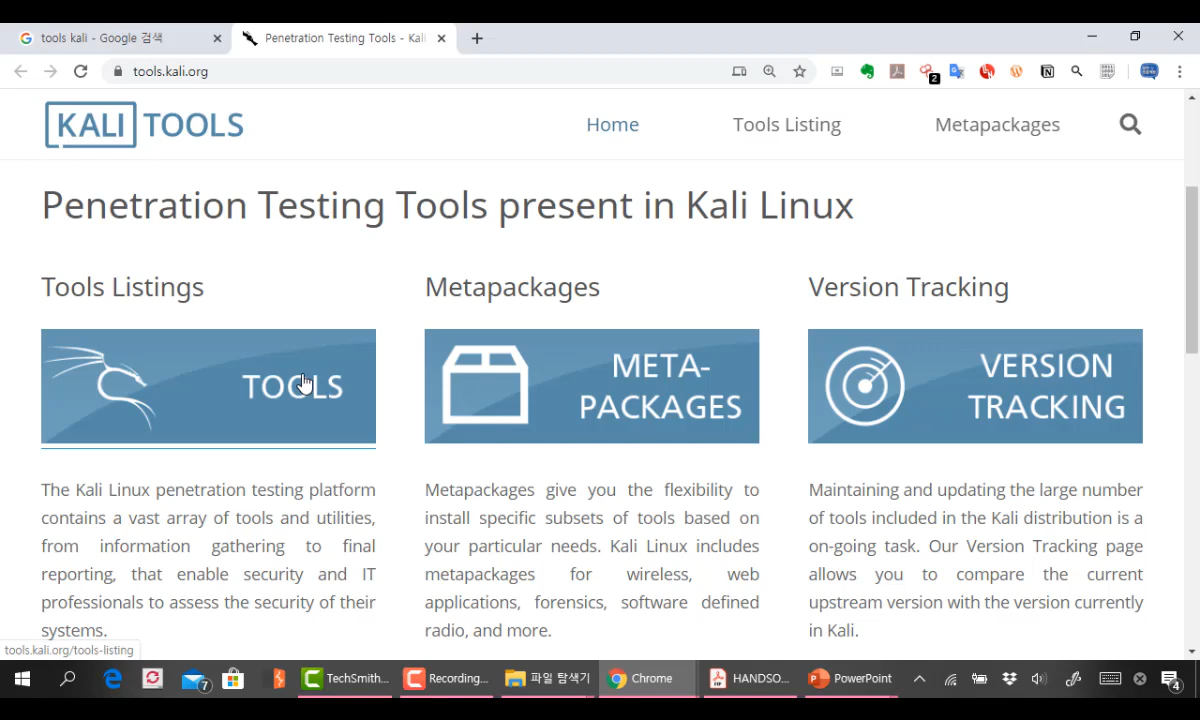 tools kali - Google 검색
Penetration Testing Tools - Kali
tools.kali.org
2
KALI TOOLS
Home
Tools Listing
Metapackages
Penetration Testing Tools present in Kali Linux
Tools Listings
Metapackages
Version Tracking
TOOLS
META-
PACKAGES
VERSION
TRACKING
The Kali Linux penetration testing platform
contains a vast array of tools and utilities,
from information gathering to final
reporting, that enable security and IT
professionals to assess the security of their
systems.
Metapackages give you the flexibility to
install specific subsets of tools based on
your particular needs. Kali Linux includes
metapackages for wireless, web
applications, forensics, software defined
radio, and more.
Maintaining and updating the large number
of tools included in the Kali distribution is a
on-going task. Our Version Tracking page
allows you to compare the current
upstream version with the version currently
in Kali.
tools.kali.org/tools-listing
7
TechSmith...
Recording...
파일 탐색기
Chrome
HANDSO...
PowerPoint
4